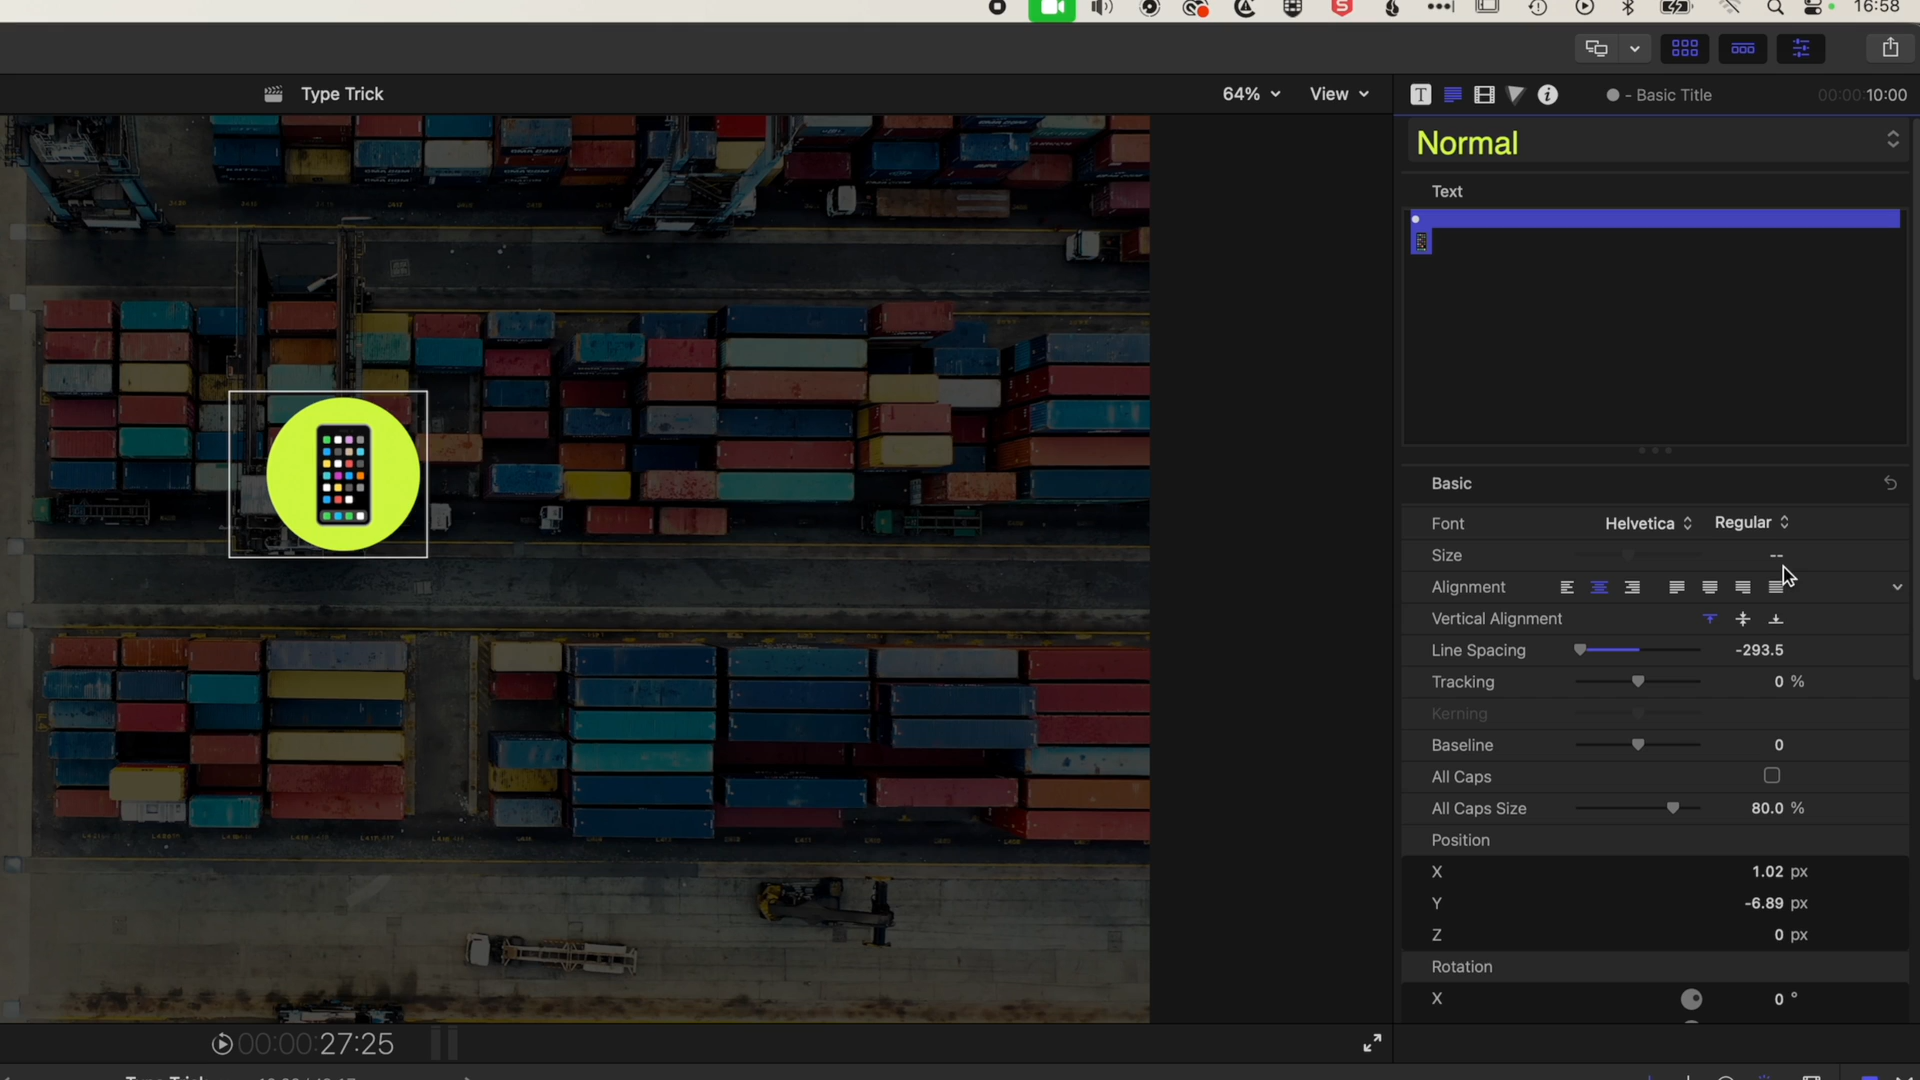 16:58
Type Trick
64%
View
- Basic Title
00:00:10:00
Normal
Text
Basic
Font
Helvetica
Regular
Size
--
Alignment
Vertical Alignment
Line Spacing
-293.5
Tracking
0 %
Kerning
Baseline
0
All Caps
All Caps Size
80.0 %
Position
X
1.02 px
Y
-6.89 px
Z
0 px
Rotation
X
0 °
00:00:27:25